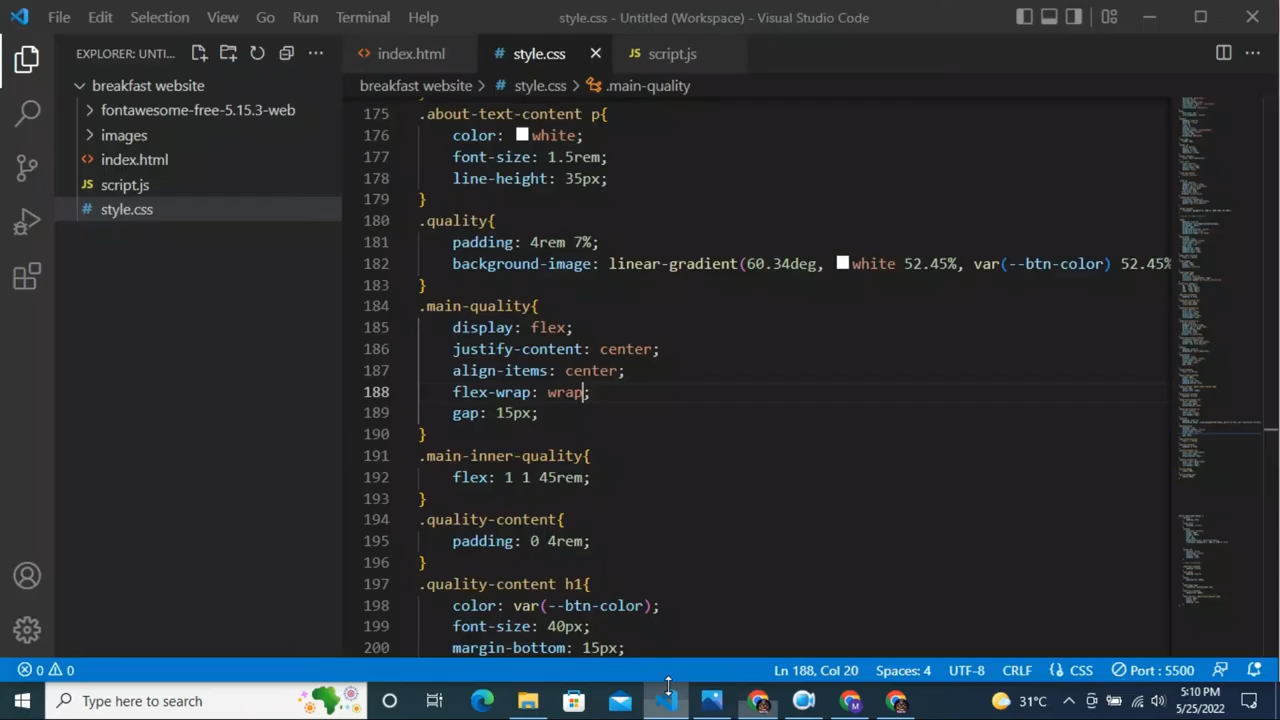 File Edit Selection View Go Run Terminal Help
style.css - Untitled (Workspace) - Visual Studio Code
EXPLORER: UNTI...
breakfast website
fontawesome-free-5.15.3-web
images
index.html
script.js
style.css
index.html
style.css
script.js
breakfast website > style.css > .main-quality
175 .about-text-content p{
176 color: white;
177 font-size: 1.5rem;
178 line-height: 35px;
179 }
180 .quality{
181 padding: 4rem 7%;
182 background-image: linear-gradient(60.34deg, white 52.45%, var(--btn-color) 52.45%
183 }
184 .main-quality{
185 display: flex;
186 justify-content: center;
187 align-items: center;
188 flex-wrap: wrap;
189 gap: 15px;
190 }
191 .main-inner-quality{
192 flex: 1 1 45rem;
193 }
194 .quality-content{
195 padding: 0 4rem;
196 }
197 .quality-content h1{
198 color: var(--btn-color);
199 font-size: 40px;
200 margin-bottom: 15px;
0 0
Ln 188, Col 20 Spaces: 4 UTF-8 CRLF CSS Port : 5500
Type here to search
31°C
5:10 PM
5/25/2022